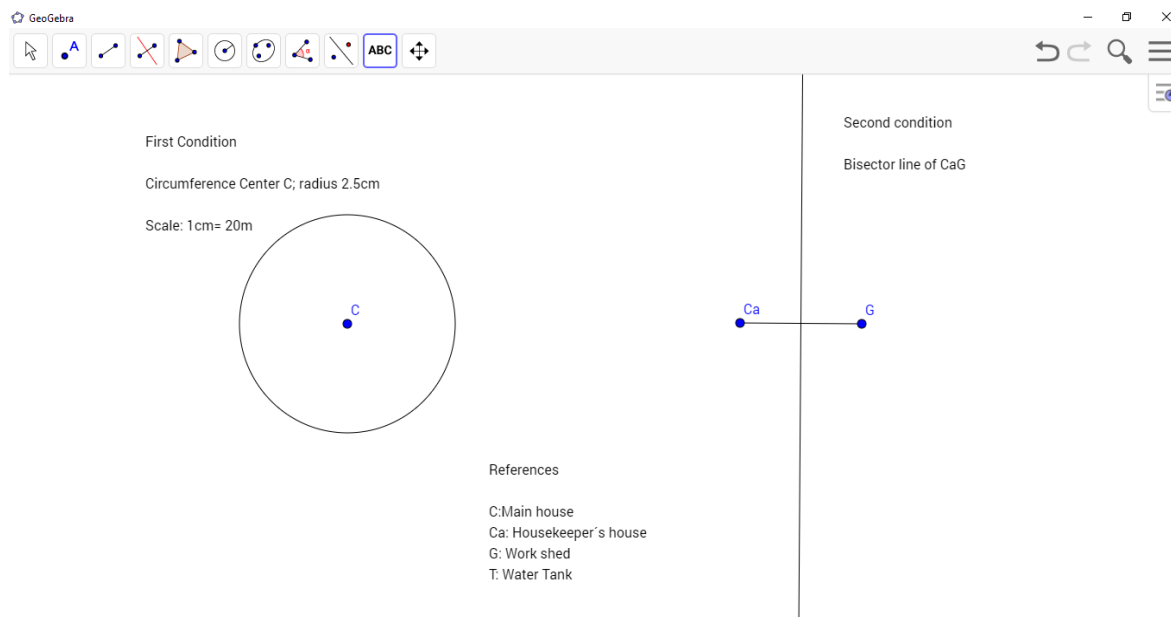 GeoGebra
A
α
ABC
First Condition
Circumference Center C; radius 2.5cm
Scale: 1cm= 20m
C
Second condition
Bisector line of CaG
Ca
G
References
C:Main house
Ca: Housekeeper´s house
G: Work shed
T: Water Tank